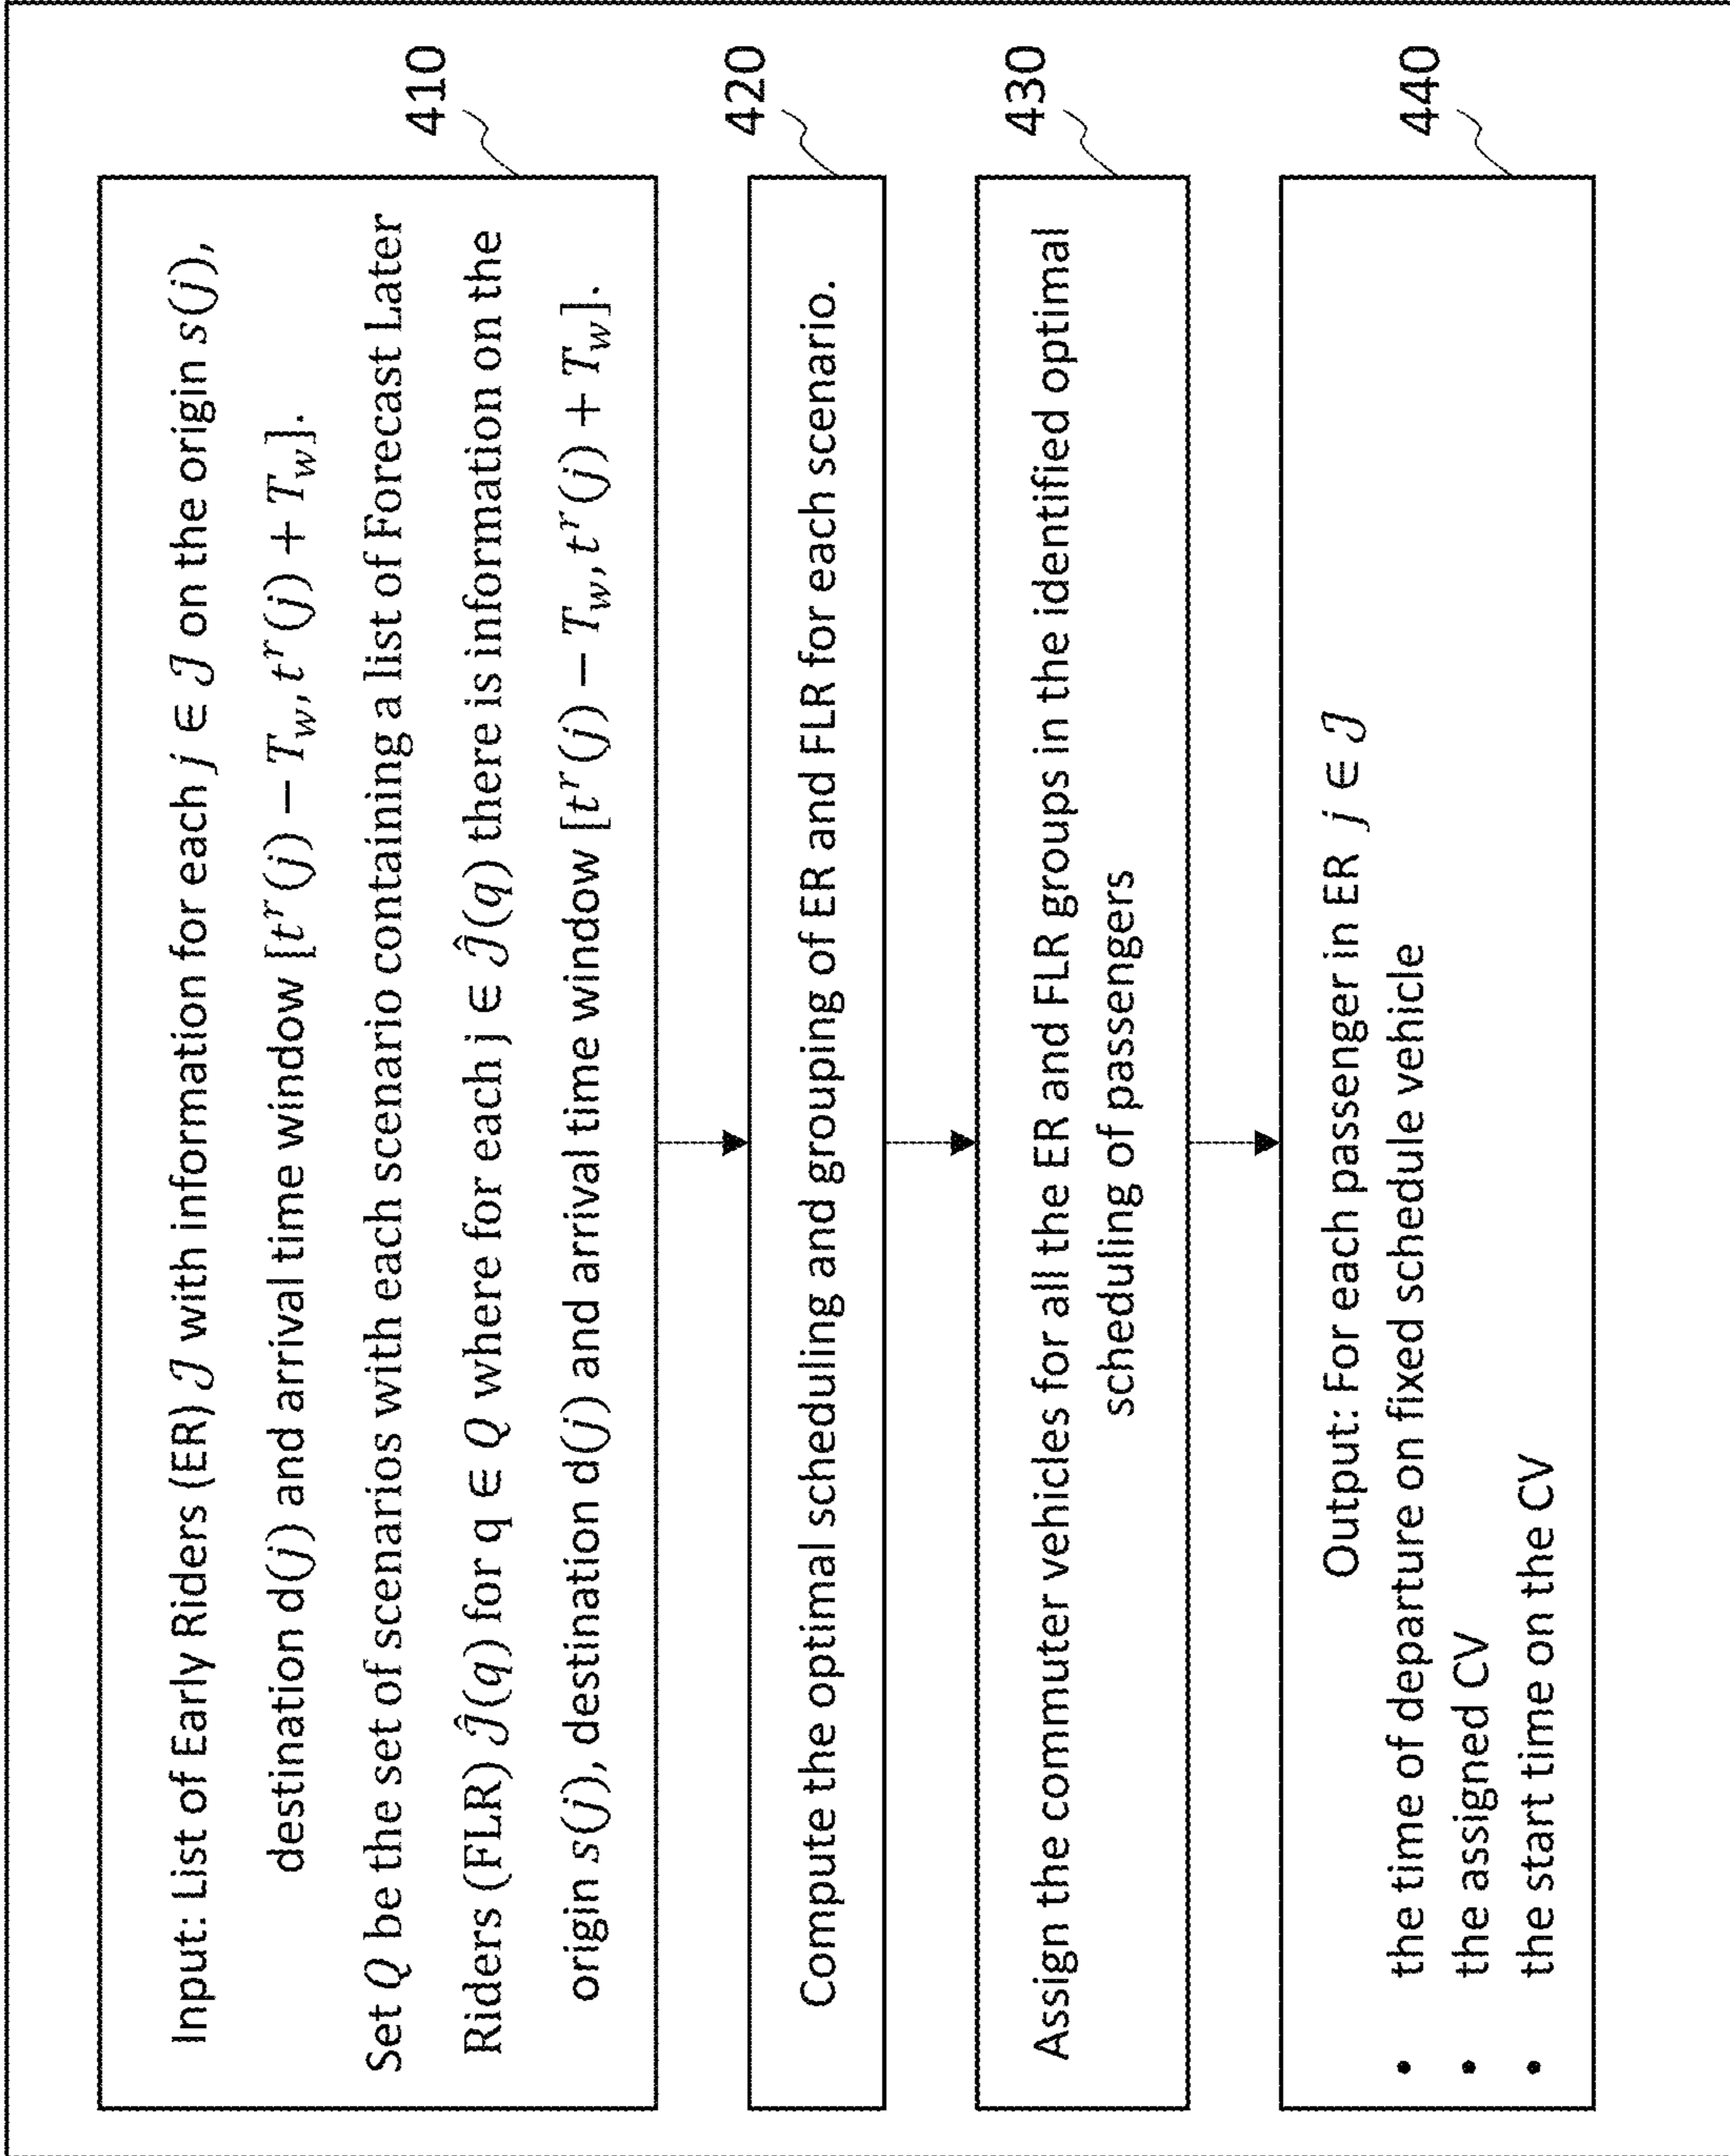 Input: List of Early Riders (ER) 𝒥 with information for each j ∈ 𝒥 on the origin s(j),
destination d(j) and arrival time window [tʳ(j) − T_w, tʳ(j) + T_w].
Set Q be the set of scenarios with each scenario containing a list of Forecast Later
Riders (FLR) 𝒥̂(q) for q ∈ Q where for each j ∈ 𝒥̂(q) there is information on the
origin s(j), destination d(j) and arrival time window [tʳ(j) − T_w, tʳ(j) + T_w].
410
Compute the optimal scheduling and grouping of ER and FLR for each scenario.
420
Assign the commuter vehicles for all the ER and FLR groups in the identified optimal
scheduling of passengers
430
Output: For each passenger in ER j ∈ 𝒥
• the time of departure on fixed schedule vehicle
• the assigned CV
• the start time on the CV
440